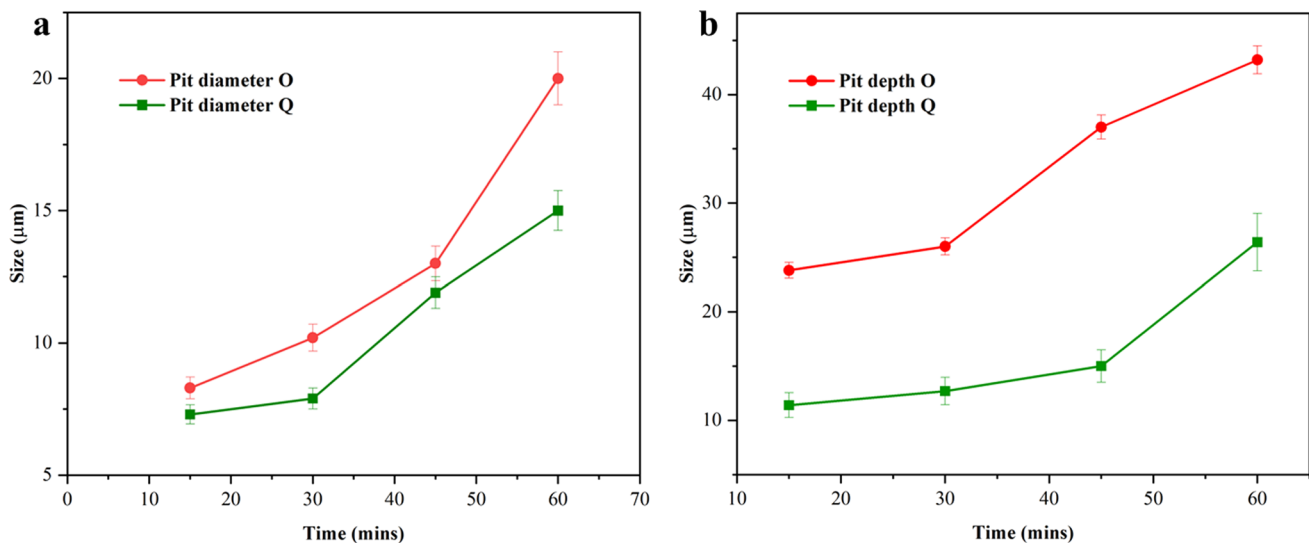 a
Pit diameter O
Pit diameter Q
20
15
10
5
Size (μm)
0 10 20 30 40 50 60 70
Time (mins)
b
Pit depth O
Pit depth Q
40
30
20
10
Size (μm)
10 20 30 40 50 60
Time (mins)